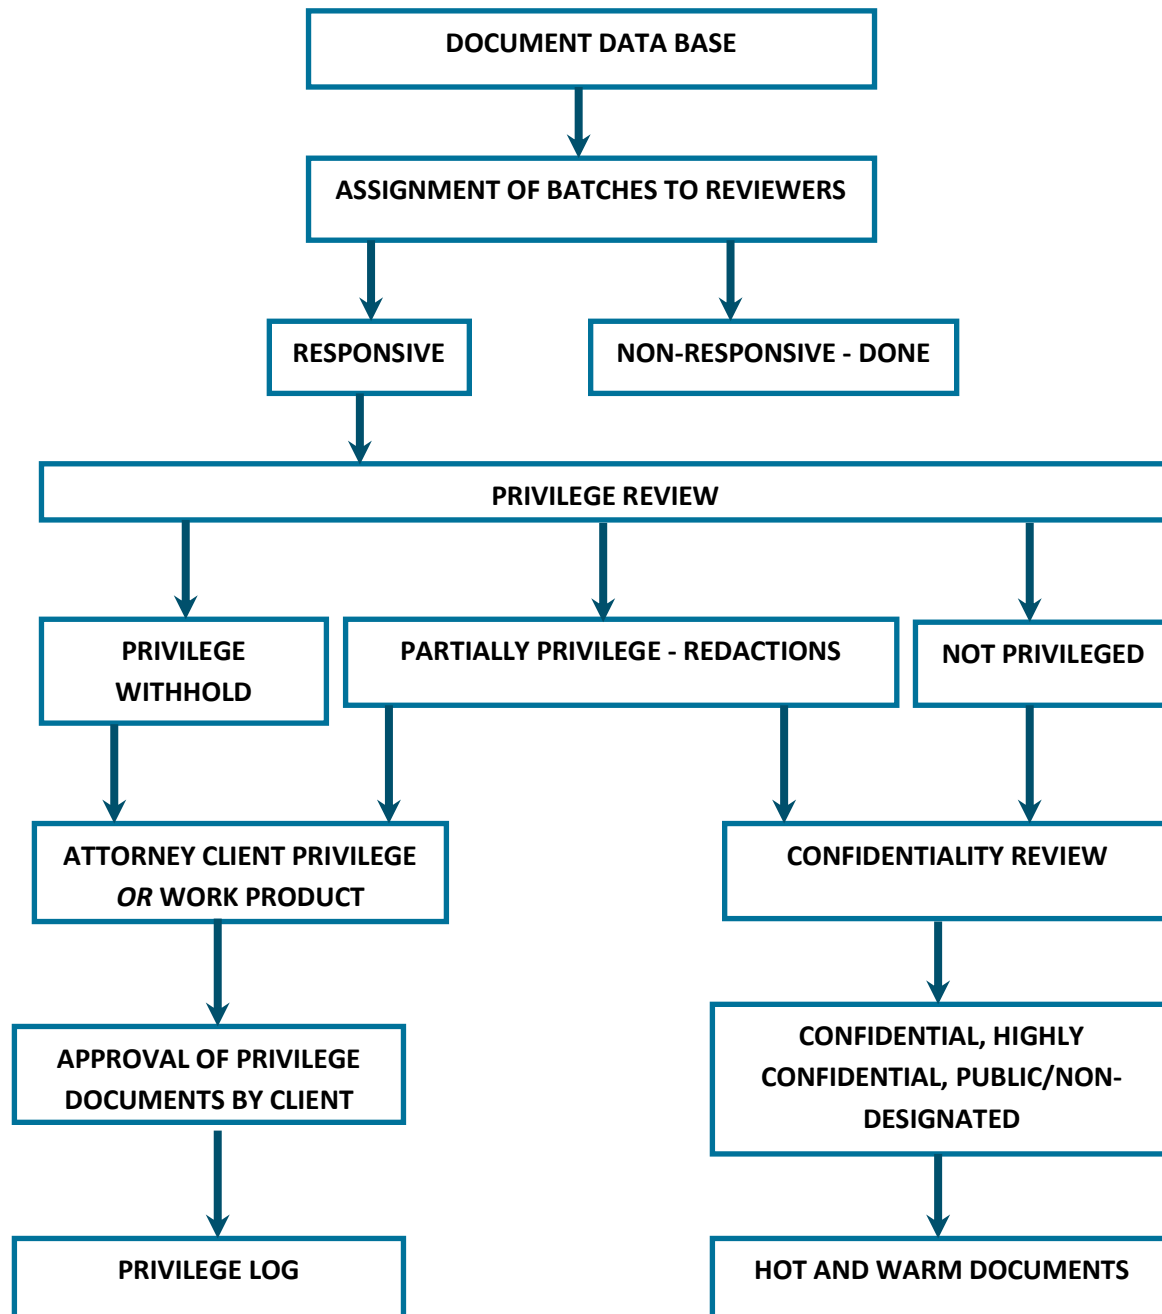 DOCUMENT DATA BASE
ASSIGNMENT OF BATCHES TO REVIEWERS
RESPONSIVE
NON-RESPONSIVE - DONE
PRIVILEGE REVIEW
PRIVILEGE
WITHHOLD
PARTIALLY PRIVILEGE - REDACTIONS
NOT PRIVILEGED
ATTORNEY CLIENT PRIVILEGE
OR WORK PRODUCT
CONFIDENTIALITY REVIEW
APPROVAL OF PRIVILEGE
DOCUMENTS BY CLIENT
CONFIDENTIAL, HIGHLY
CONFIDENTIAL, PUBLIC/NON-
DESIGNATED
PRIVILEGE LOG
HOT AND WARM DOCUMENTS